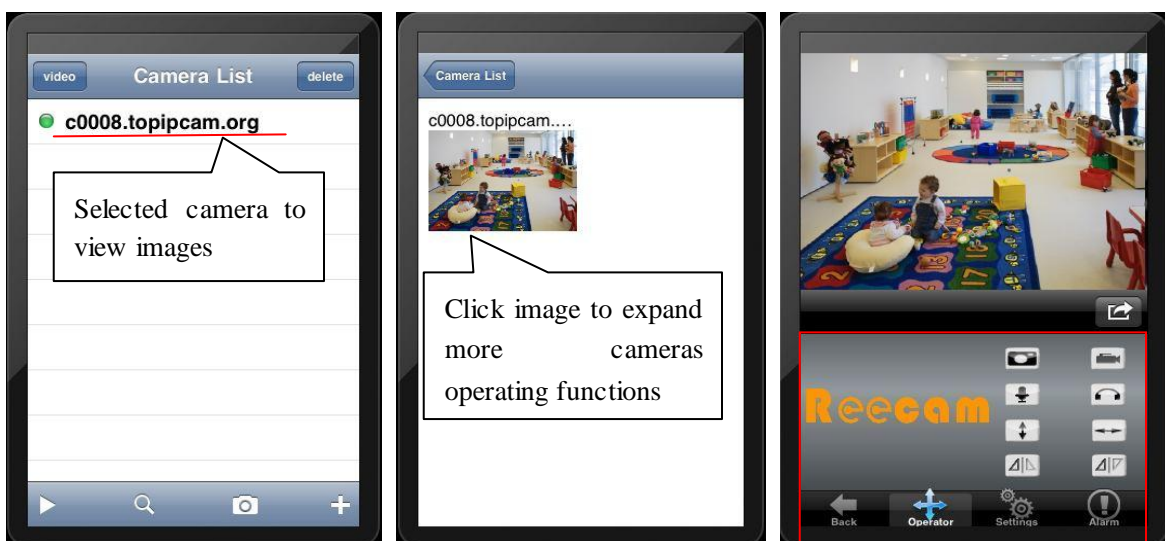 video
Camera List
delete
c0008.topipcam.org
Selected camera to
view images
Camera List
c0008.topipcam....
Click image to expand
more cameras
operating functions
Reecam
Back
Operator
Settings
Alarm